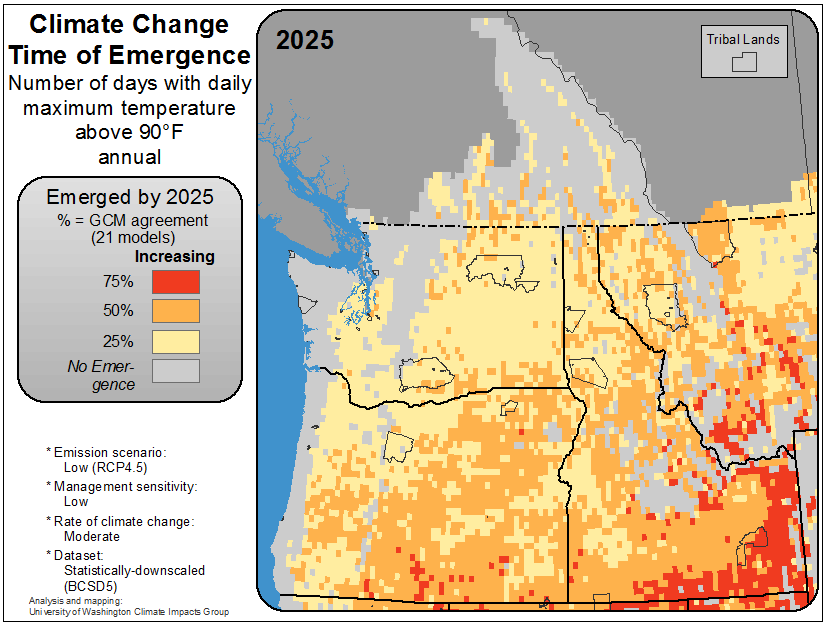 Climate Change
Time of Emergence
Number of days with daily
maximum temperature
above 90°F
annual
Emerged by 2025
% = GCM agreement
(21 models)
Increasing
75%
50%
25%
No Emer-
gence
* Emission scenario:
Low (RCP4.5)
* Management sensitivity:
Low
* Rate of climate change:
Moderate
* Dataset:
Statistically-downscaled
(BCSD5)
Analysis and mapping:
University of Washington Climate Impacts Group
2025
Tribal Lands